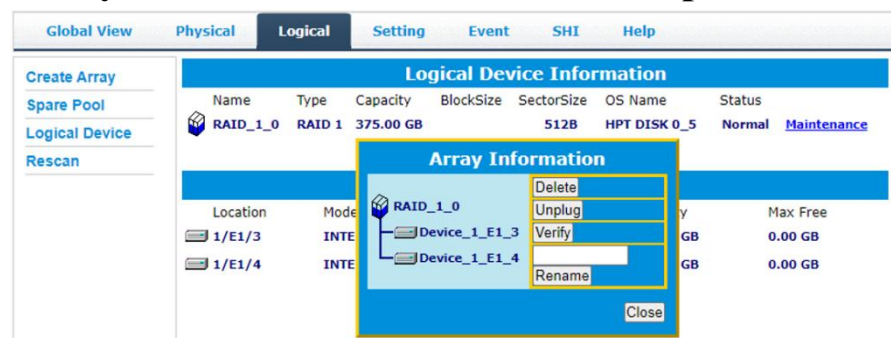 Global View Physical Logical Setting Event SHI Help
Create Array
Spare Pool
Logical Device
Rescan
Logical Device Information
Name Type Capacity BlockSize SectorSize OS Name Status
RAID_1_0 RAID 1 375.00 GB 512B HPT DISK 0_5 Normal Maintenance
Array Information
RAID_1_0
Device_1_E1_3
Device_1_E1_4
Delete
Unplug
Verify
Rename
Close
Location Max Free
1/E1/3 GB 0.00 GB
1/E1/4 GB 0.00 GB